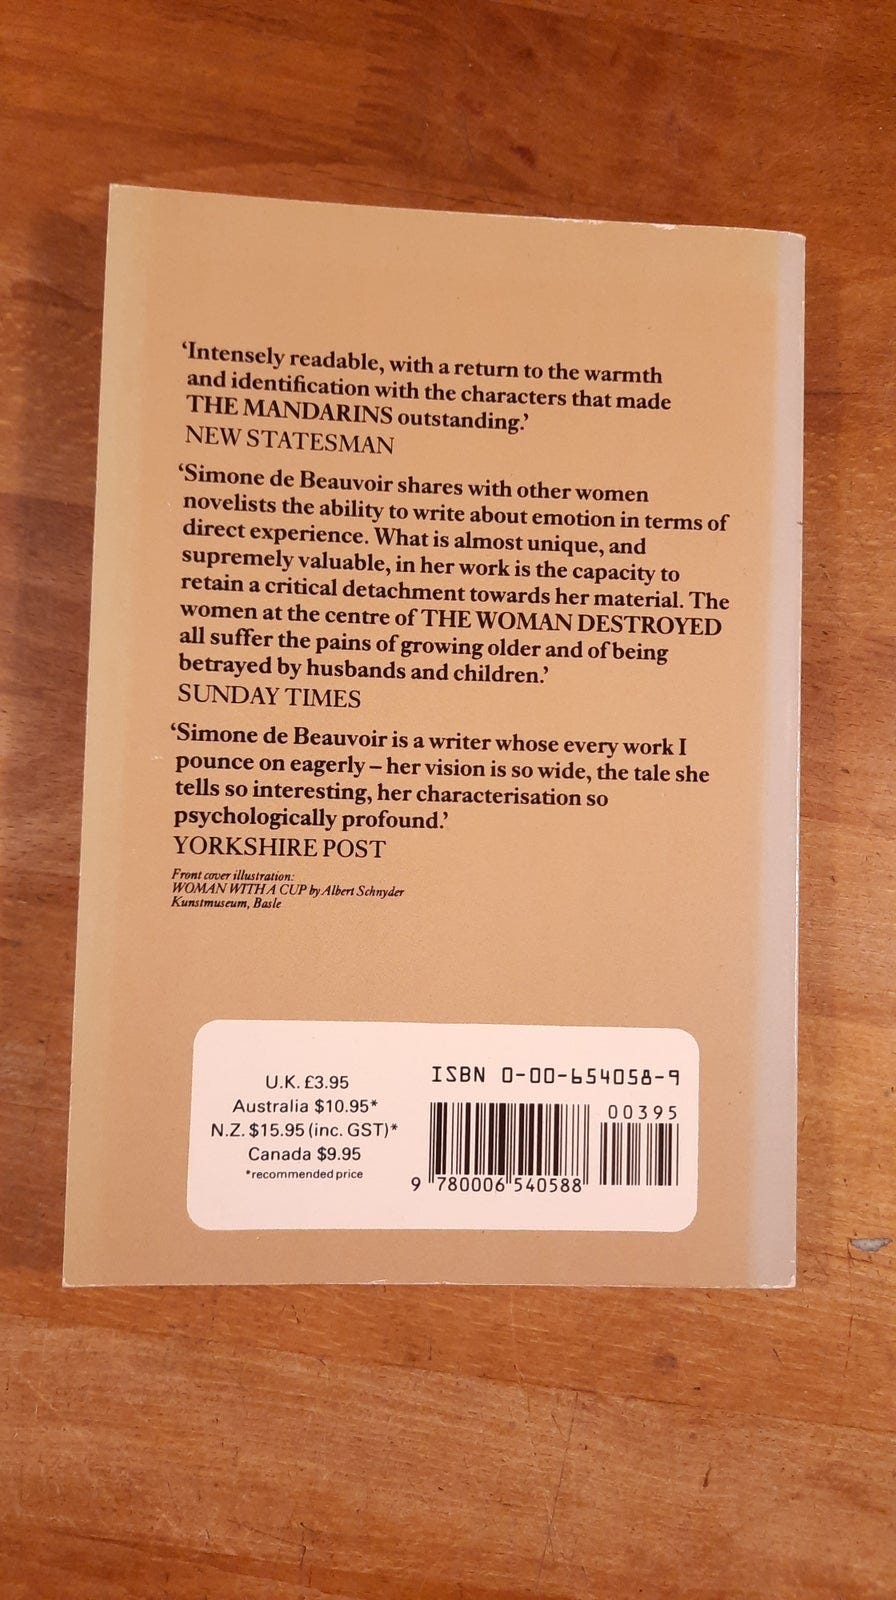 ‘Intensely readable, with a return to the warmth
and identification with the characters that made
THE MANDARINS outstanding.’
NEW STATESMAN
‘Simone de Beauvoir shares with other women
novelists the ability to write about emotion in terms of
direct experience. What is almost unique, and
supremely valuable, in her work is the capacity to
retain a critical detachment towards her material. The
women at the centre of THE WOMAN DESTROYED
all suffer the pains of growing older and of being
betrayed by husbands and children.’
SUNDAY TIMES
‘Simone de Beauvoir is a writer whose every work I
pounce on eagerly – her vision is so wide, the tale she
tells so interesting, her characterisation so
psychologically profound.’
YORKSHIRE POST
Front cover illustration:
WOMAN WITH A CUP by Albert Schnyder
Kunstmuseum, Basle
U.K. £3.95
Australia $10.95*
N.Z. $15.95 (inc. GST)*
Canada $9.95
*recommended price
ISBN 0-00-654058-9
00395
9 780006 540588